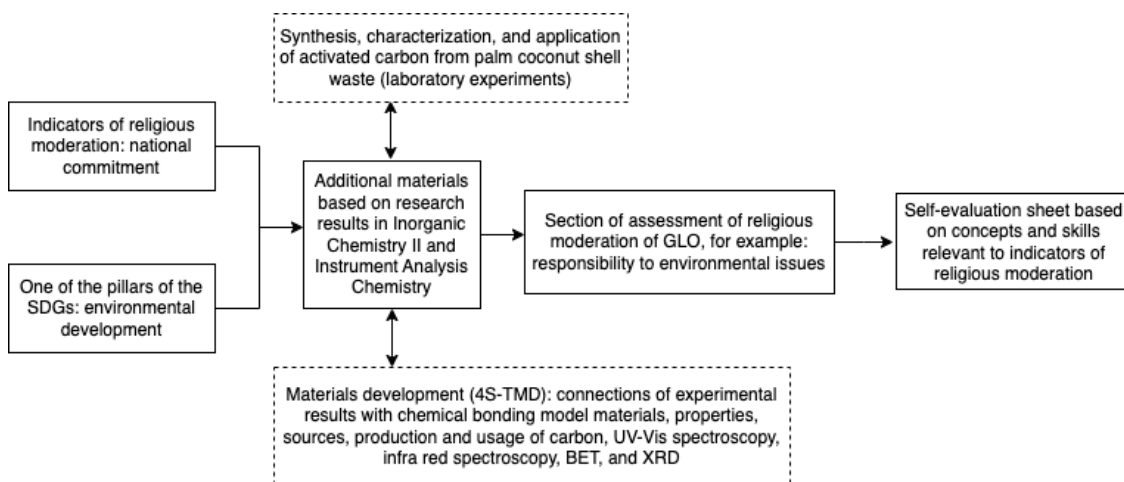 Synthesis, characterization, and application
of activated carbon from palm coconut shell
waste (laboratory experiments)
Indicators of religious
moderation: national
commitment
One of the pillars of the
SDGs: environmental
development
Additional materials
based on research
results in Inorganic
Chemistry II and
Instrument Analysis
Chemistry
Section of assessment of religious
moderation of GLO, for example:
responsibility to environmental issues
Self-evaluation sheet based
on concepts and skills
relevant to indicators of
religious moderation
Materials development (4S-TMD): connections of experimental
results with chemical bonding model materials, properties,
sources, production and usage of carbon, UV-Vis spectroscopy,
infra red spectroscopy, BET, and XRD